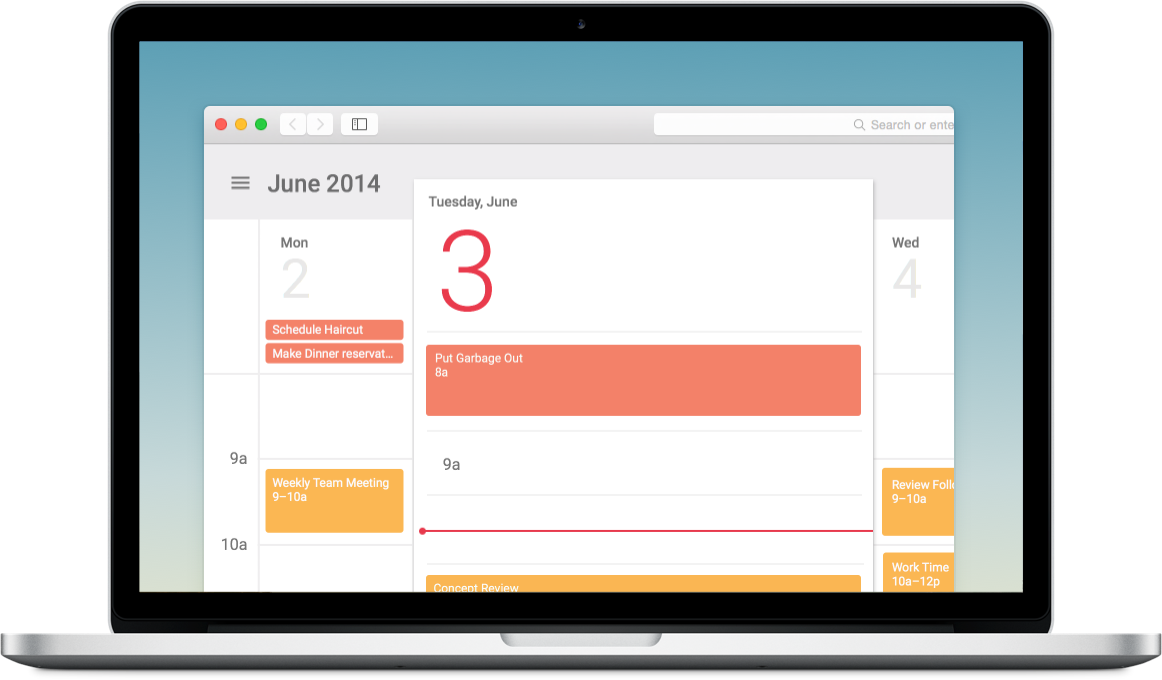 Search or ente
June 2014
Tuesday, June
3
Mon
2
Wed
4
Schedule Haircut
Make Dinner reservat...
Put Garbage Out
8a
9a
9a
Weekly Team Meeting
9–10a
Review Follo
9–10a
10a
Work Time
10a–12p
Concept Review